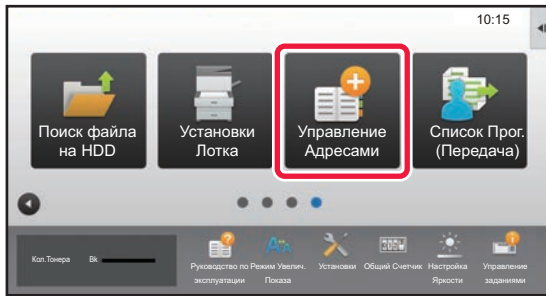 10:15
Поиск файла
на HDD
Установки
Лотка
Управление
Адресами
Список Прог.
(Передача)
Кол.Тонера Bk
Руководство по
эксплуатации
Режим Увелич.
Показа
Установки
Общий Счетчик
Настройка
Яркости
Управление
заданиями